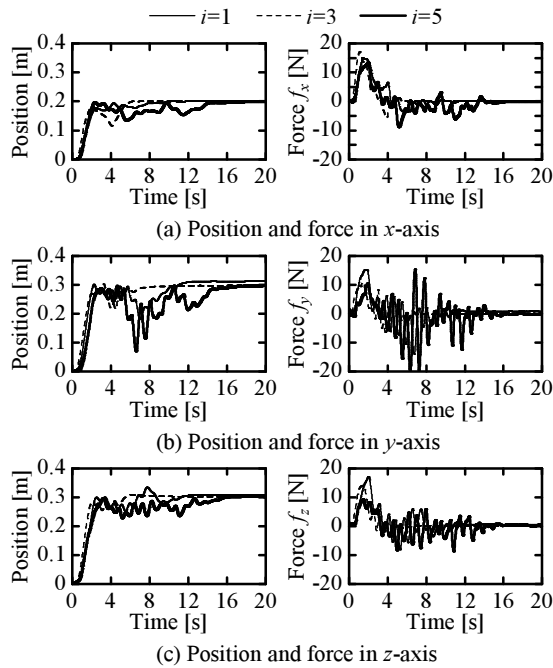 i=1 i=3 i=5
Position [m]
0.4
0.3
0.2
0.1
0
0 4 8 12 16 20
Time [s]
Force fx [N]
20
10
0
-10
20
0 4 8 12 16 20
Time [s]
(a) Position and force in x-axis
Position [m]
0.4
0.3
0.2
0.1
0
0 4 8 12 16 20
Time [s]
Force fy [N]
20
10
0
-10
-20
0 4 8 12 16 20
Time [s]
(b) Position and force in y-axis
Position [m]
0.4
0.3
0.2
0.1
0
0 4 8 12 16 20
Time [s]
Force fz [N]
20
10
0
-10
20
0 4 8 12 16 20
Time [s]
(c) Position and force in z-axis